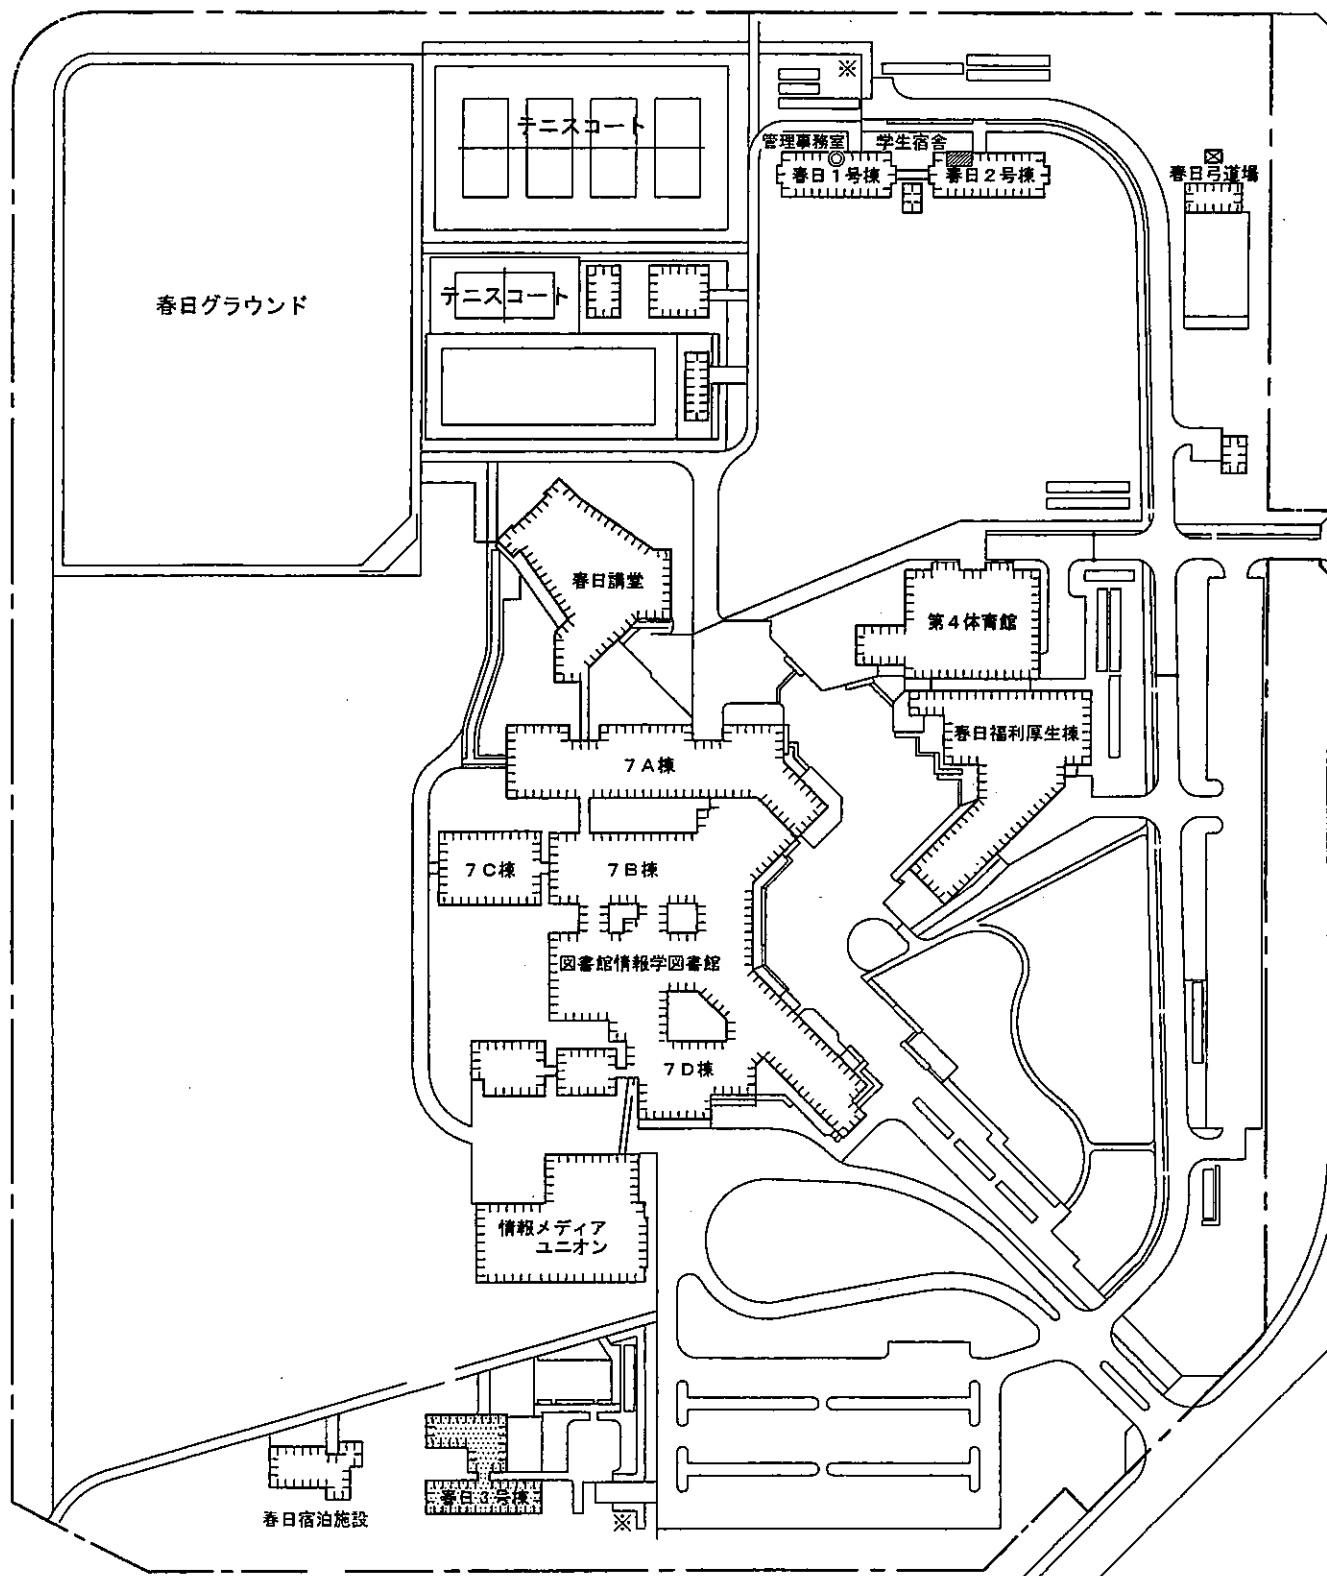 ※
テニスコート
管理事務室
学生宿舎
◎
春日1号棟
春日2号棟
春日弓道場
春日グラウンド
テニスコート
春日講堂
第4体育館
春日福利厚生棟
7A棟
7C棟
7B棟
図書館情報学図書館
7D棟
情報メディア
ユニオン
春日3号棟
春日宿泊施設
※